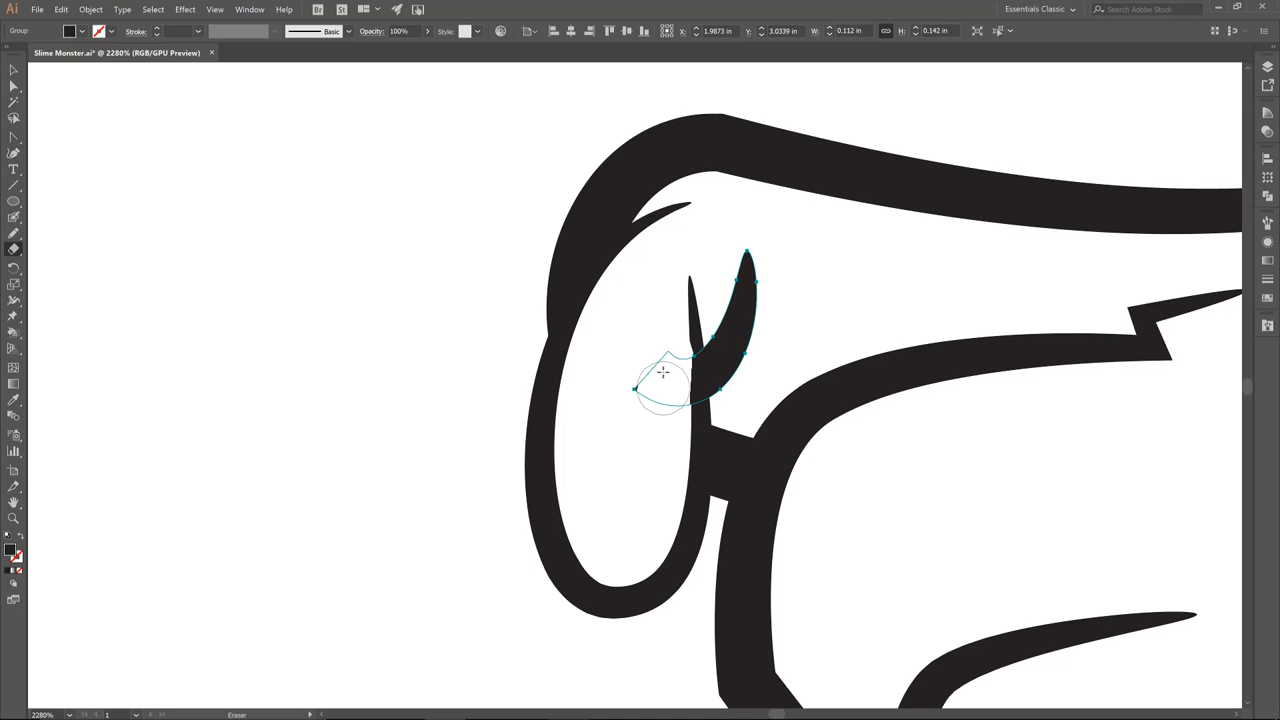 Ai File Edit Object Type Select Effect View Window Help Br St Essentials Classic Search Adobe Stock
Group Stroke: Basic Opacity: 100% Style: X: 1.9873 in Y: 3.0339 in W: 0.112 in H: 0.142 in
Slime Monster.ai* @ 2280% (RGB/GPU Preview) ×
2280% 1 Eraser